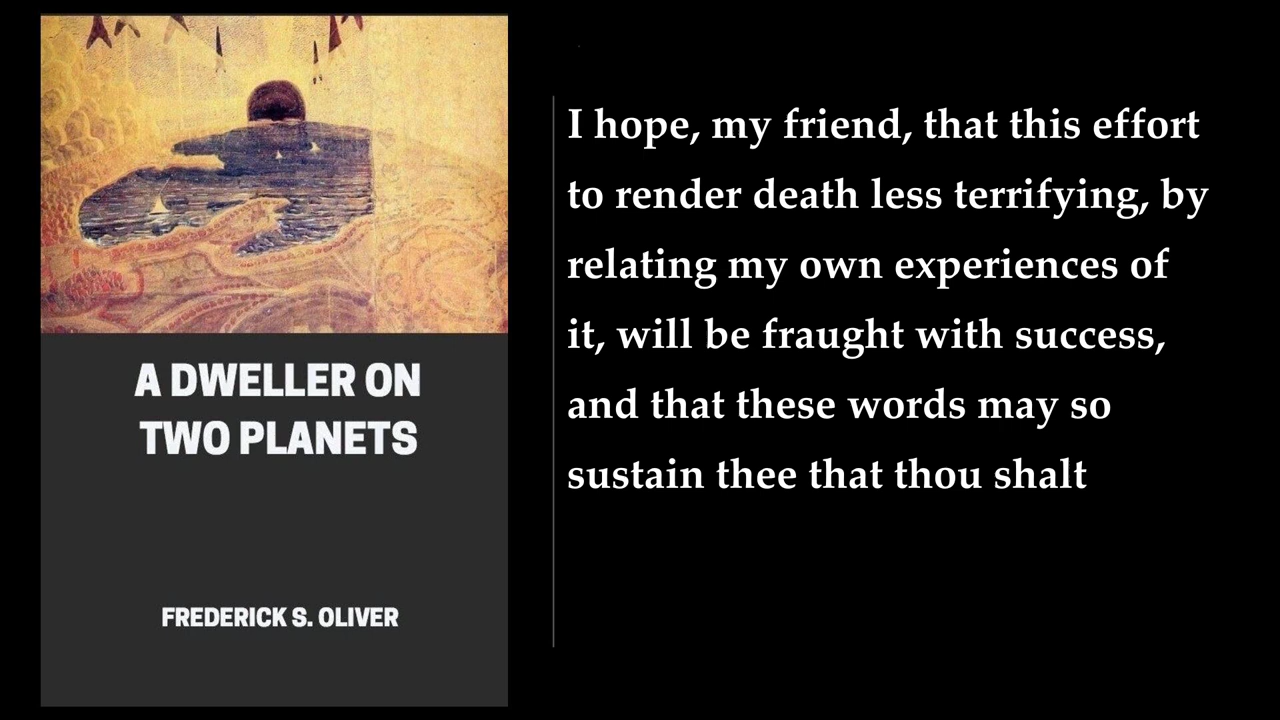 A DWELLER ON
TWO PLANETS
FREDERICK S. OLIVER
I hope, my friend, that this effort
to render death less terrifying, by
relating my own experiences of
it, will be fraught with success,
and that these words may so
sustain thee that thou shalt